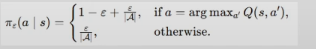 π_ε(a | s) = { 1 − ε + ε/|𝒜|, if a = arg max_{a′} Q(s, a′),
ε/|𝒜|, otherwise.